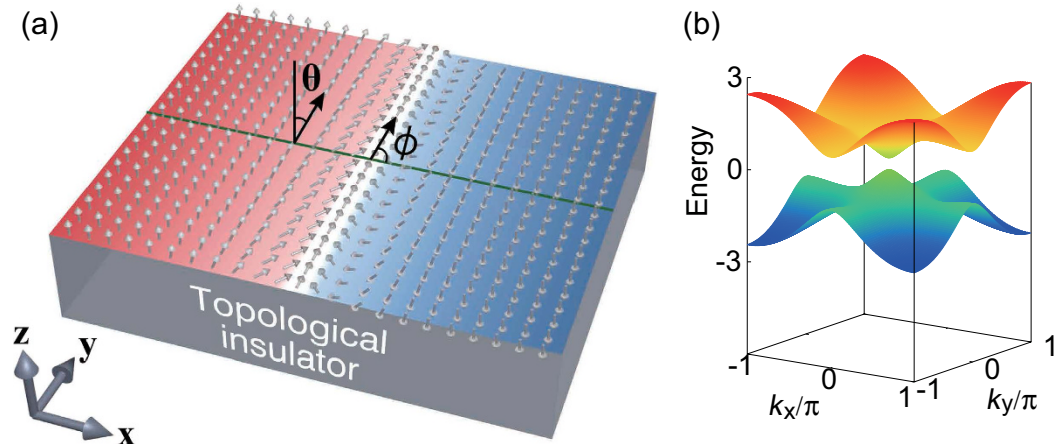 (a)
θ
ϕ
Topological
insulator
z
y
x
(b)
3
0
-3
Energy
-1
0
1
kx/π
-1
0
1
ky/π